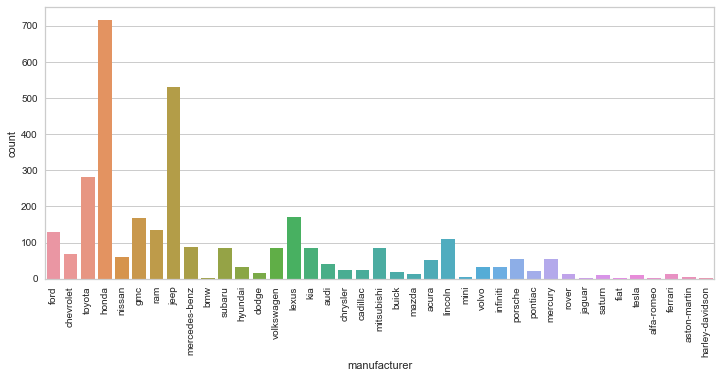 700
600
500
400
300
200
100
0
count
ford
chevrolet
toyota
honda
nissan
gmc
ram
jeep
mercedes-benz
bmw
subaru
hyundai
dodge
volkswagen
lexus
kia
audi
chrysler
cadillac
mitsubishi
buick
mazda
acura
lincoln
mini
volvo
infiniti
porsche
pontiac
mercury
rover
jaguar
saturn
fiat
tesla
alfa-romeo
ferrari
aston-martin
harley-davidson
manufacturer